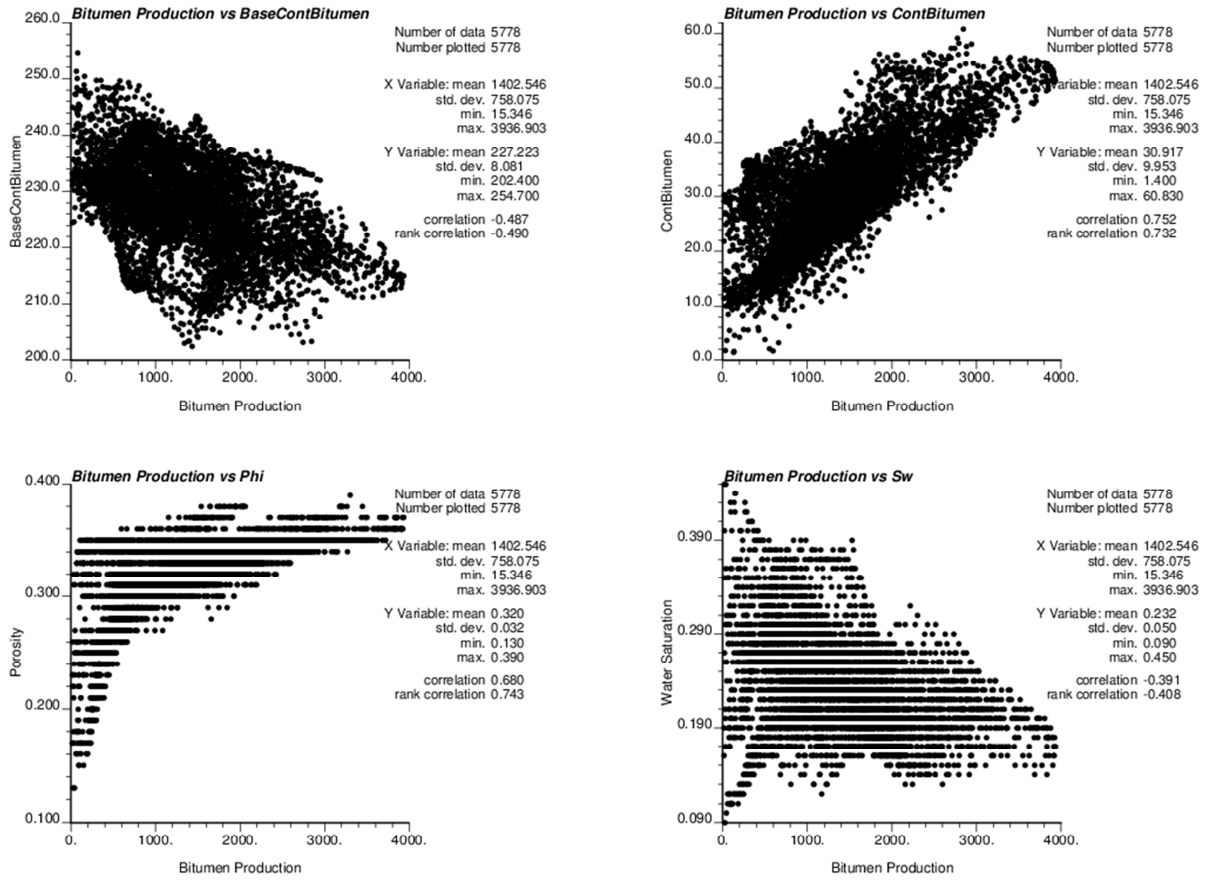 Bitumen Production vs BaseContBitumen
260.0
250.0
240.0
230.0
220.0
210.0
200.0
BaseContBitumen
0.
1000.
2000.
3000.
4000.
Bitumen Production
Number of data 5778
Number plotted 5778
X Variable: mean 1402.546
std. dev. 758.075
min. 15.346
max. 3936.903
Y Variable: mean 227.223
std. dev. 8.081
min. 202.400
max. 254.700
correlation -0.487
rank correlation -0.490
Bitumen Production vs ContBitumen
60.0
50.0
40.0
30.0
20.0
10.0
0.0
ContBitumen
0.
1000.
2000.
3000.
4000.
Bitumen Production
Number of data 5778
Number plotted 5778
Variable: mean 1402.546
std. dev. 758.075
min. 15.346
max. 3936.903
Y Variable: mean 30.917
std. dev. 9.953
min. 1.400
max. 60.830
correlation 0.752
rank correlation 0.732
Bitumen Production vs Phi
0.400
0.300
0.200
0.100
Porosity
0.
1000.
2000.
3000.
4000.
Bitumen Production
Number of data 5778
Number plotted 5778
X Variable: mean 1402.546
std. dev. 758.075
min. 15.346
max. 3936.903
Y Variable: mean 0.320
std. dev. 0.032
min. 0.130
max. 0.390
correlation 0.680
rank correlation 0.743
Bitumen Production vs Sw
0.390
0.290
0.190
0.090
Water Saturation
0.
1000.
2000.
3000.
4000.
Bitumen Production
Number of data 5778
Number plotted 5778
X Variable: mean 1402.546
std. dev. 758.075
min. 15.346
max. 3936.903
Y Variable: mean 0.232
std. dev. 0.050
min. 0.090
max. 0.450
correlation -0.391
rank correlation -0.408